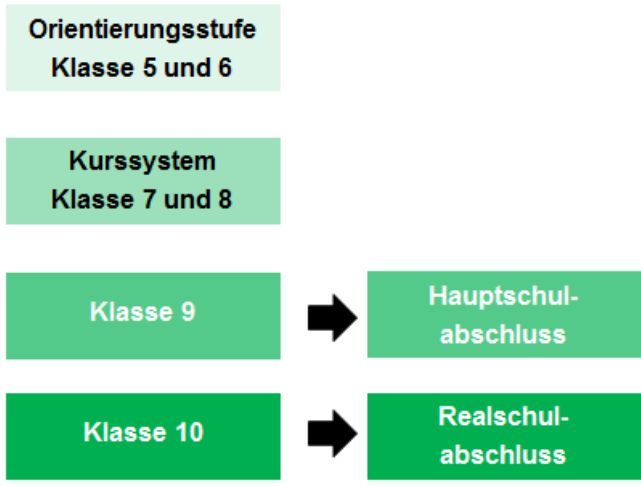 Orientierungsstufe
Klasse 5 und 6
Kurssystem
Klasse 7 und 8
Klasse 9
Hauptschul-
abschluss
Klasse 10
Realschul-
abschluss